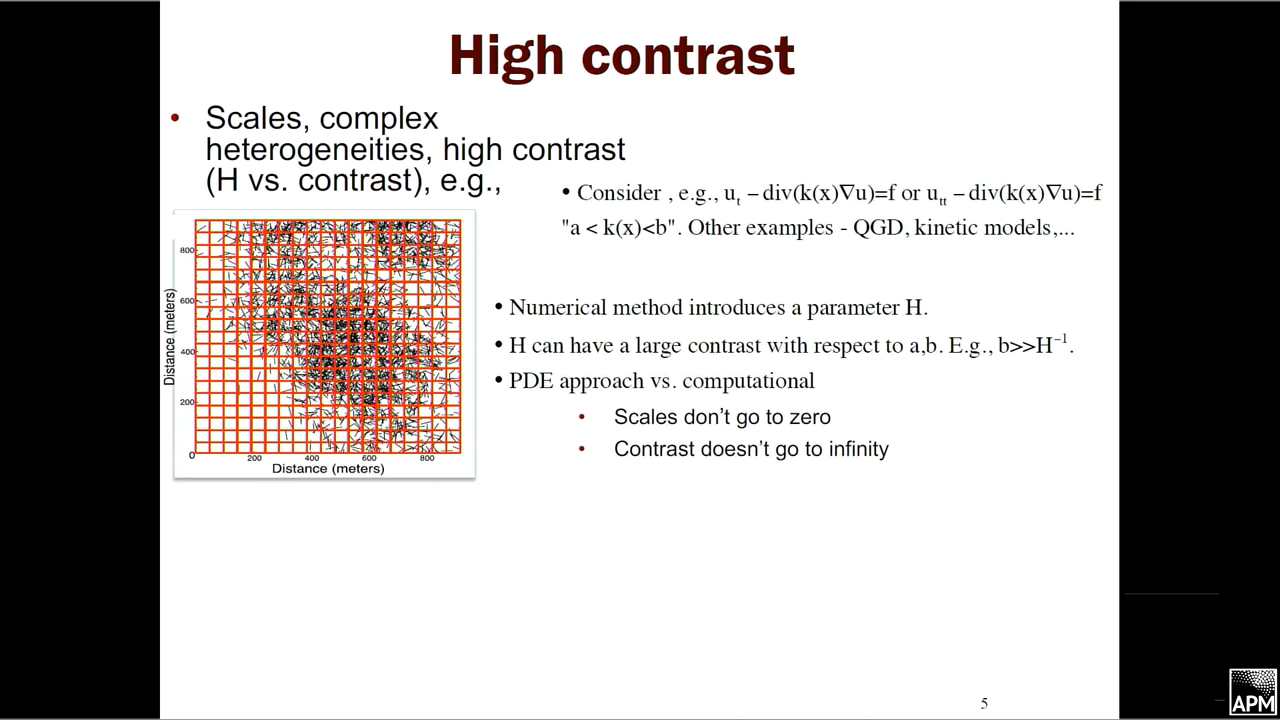 High contrast
• Scales, complex
heterogeneities, high contrast
(H vs. contrast), e.g.,
• Consider , e.g., uₜ – div(k(x)∇u)=f or uₜₜ – div(k(x)∇u)=f
"a < k(x)<b". Other examples - QGD, kinetic models,...
Distance (meters)
800
600
400
200
0
200 400 600 800
Distance (meters)
• Numerical method introduces a parameter H.
• H can have a large contrast with respect to a,b. E.g., b>>H⁻¹.
• PDE approach vs. computational
• Scales don’t go to zero
• Contrast doesn’t go to infinity
5
APM